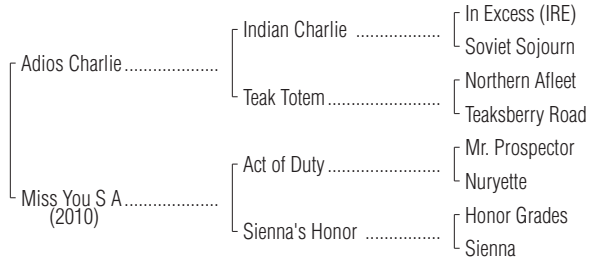 In Excess (IRE)
Indian Charlie ..................
Soviet Sojourn
Adios Charlie....................
Northern Afleet
Teak Totem........................
Teaksberry Road
Mr. Prospector
Act of Duty........................
Nuryette
Miss You S A....................
(2010)
Honor Grades
Sienna's Honor ................
Sienna